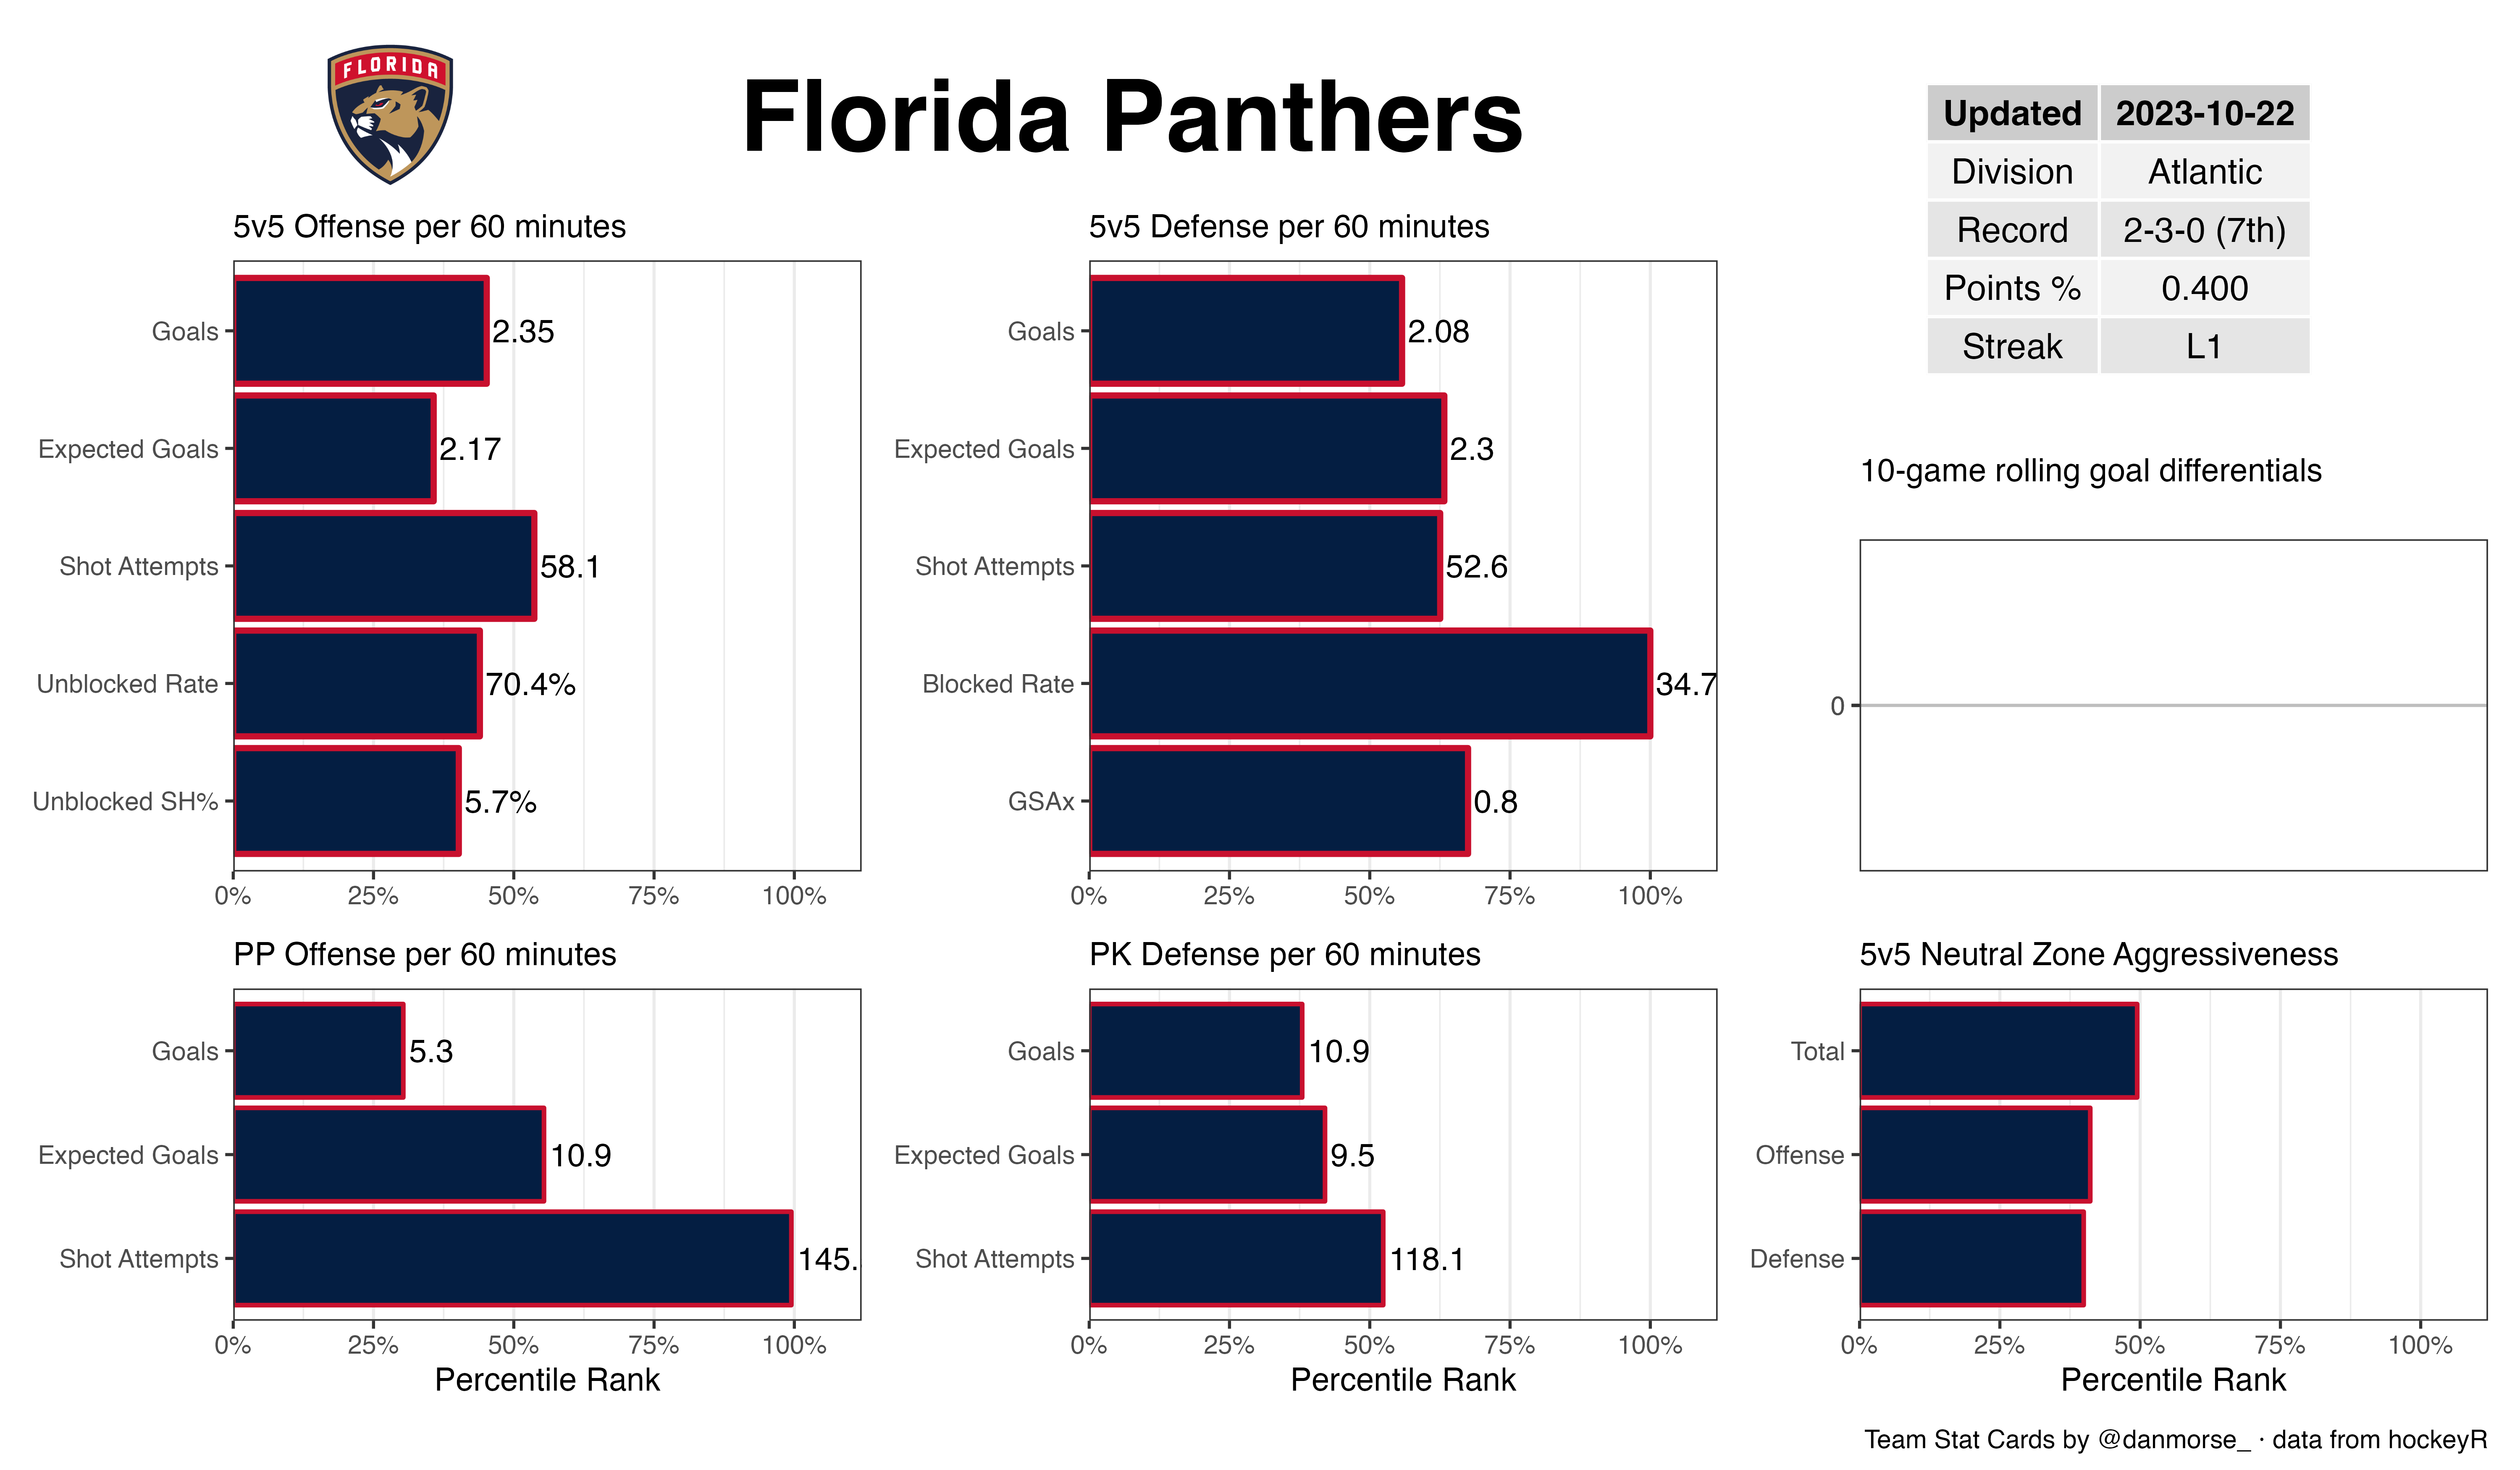 FLORIDA
Florida Panthers
Updated 2023-10-22
Division Atlantic
Record 2-3-0 (7th)
Points % 0.400
Streak L1
5v5 Offense per 60 minutes
Goals 2.35
Expected Goals 2.17
Shot Attempts 58.1
Unblocked Rate 70.4%
Unblocked SH% 5.7%
0% 25% 50% 75% 100%
5v5 Defense per 60 minutes
Goals 2.08
Expected Goals 2.3
Shot Attempts 52.6
Blocked Rate 34.7
GSAx 0.8
0% 25% 50% 75% 100%
10-game rolling goal differentials
0
PP Offense per 60 minutes
Goals 5.3
Expected Goals 10.9
Shot Attempts 145.
0% 25% 50% 75% 100%
Percentile Rank
PK Defense per 60 minutes
Goals 10.9
Expected Goals 9.5
Shot Attempts 118.1
0% 25% 50% 75% 100%
Percentile Rank
5v5 Neutral Zone Aggressiveness
Total
Offense
Defense
0% 25% 50% 75% 100%
Percentile Rank
Team Stat Cards by @danmorse_ · data from hockeyR